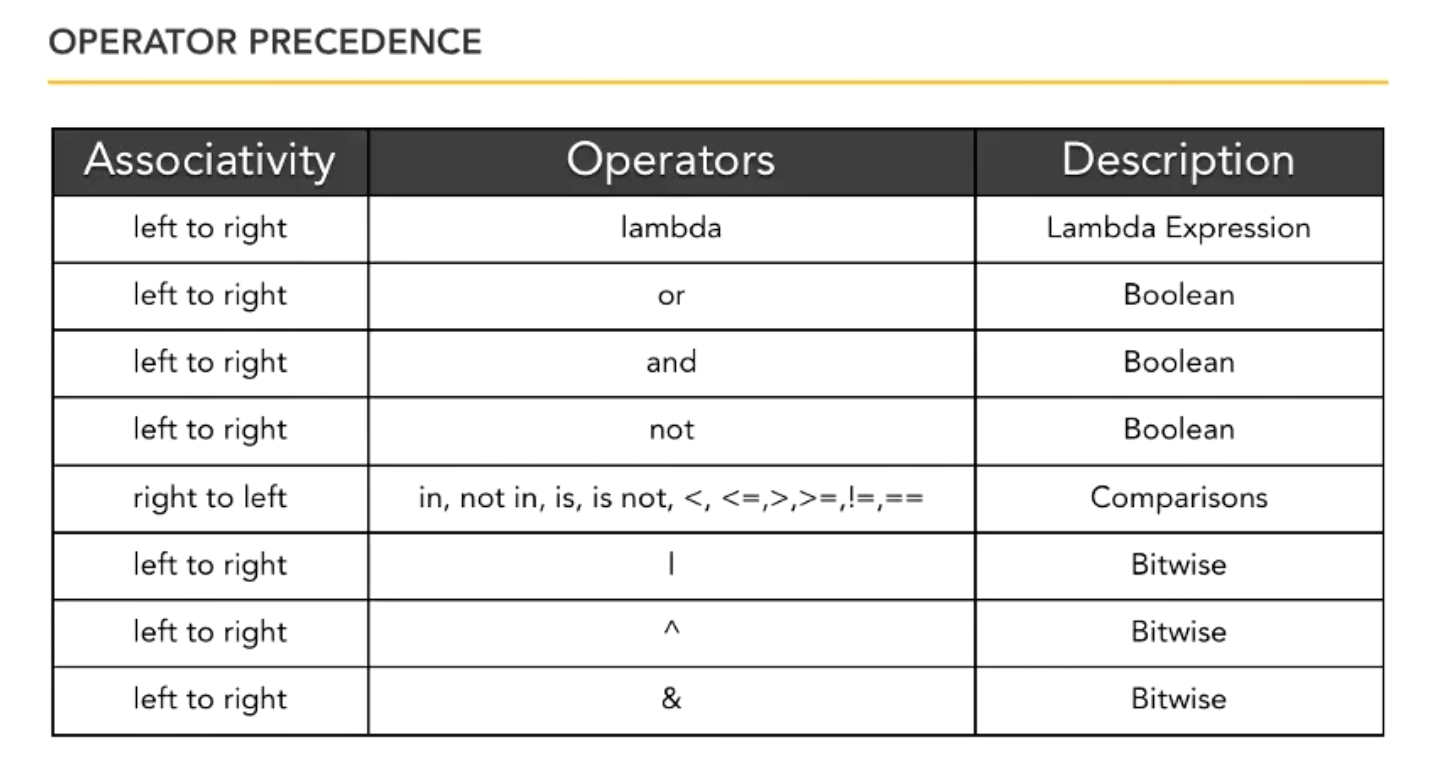 OPERATOR PRECEDENCE
Associativity Operators Description
left to right lambda Lambda Expression
left to right or Boolean
left to right and Boolean
left to right not Boolean
right to left in, not in, is, is not, <, <=,>,>=,!=,== Comparisons
left to right | Bitwise
left to right ^ Bitwise
left to right & Bitwise